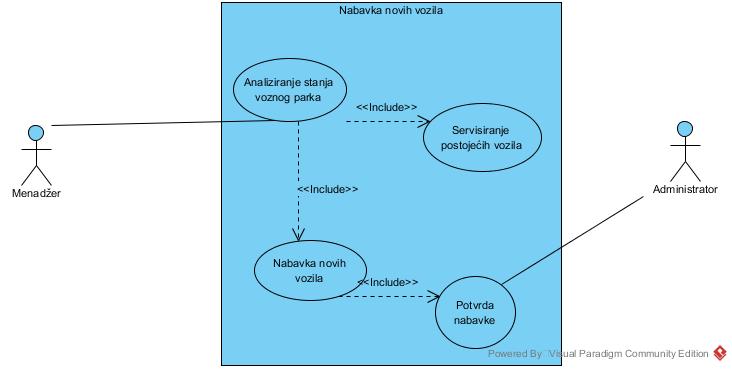 Nabavka novih vozila
Analiziranje stanja
voznog parka
<<Include>>
Servisiranje
postojećih vozila
Menadžer
Administrator
<<Include>>
Nabavka novih
vozila
<<Include>>
Potvrda
nabavke
Powered By Visual Paradigm Community Edition